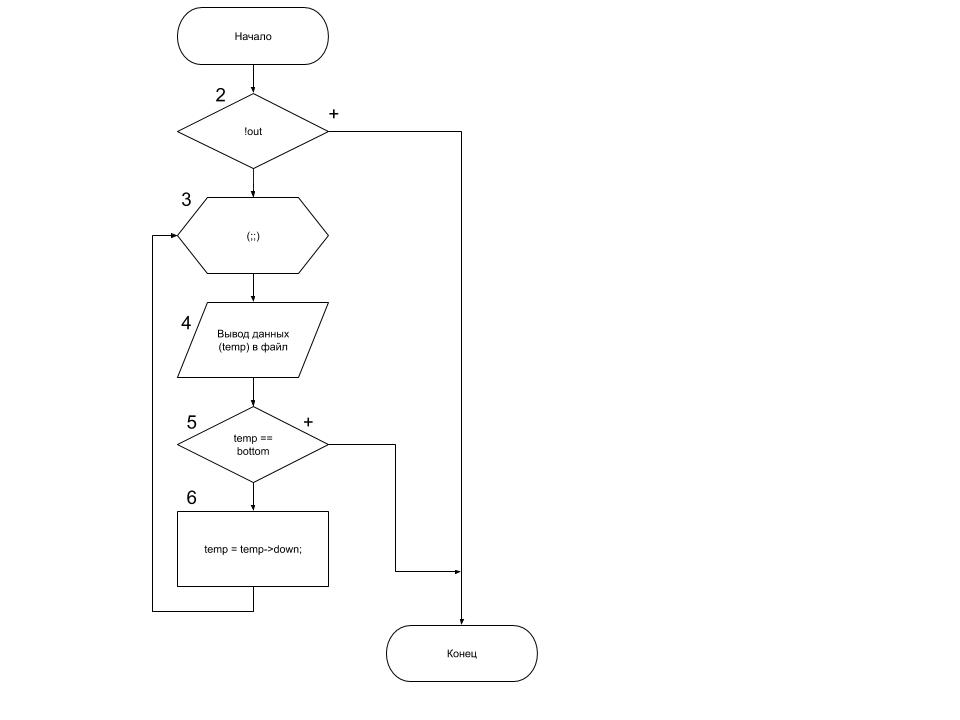 Начало
2
+
!out
3
(;;)
4
Вывод данных
(temp) в файл
5
+
temp ==
bottom
6
temp = temp->down;
Конец